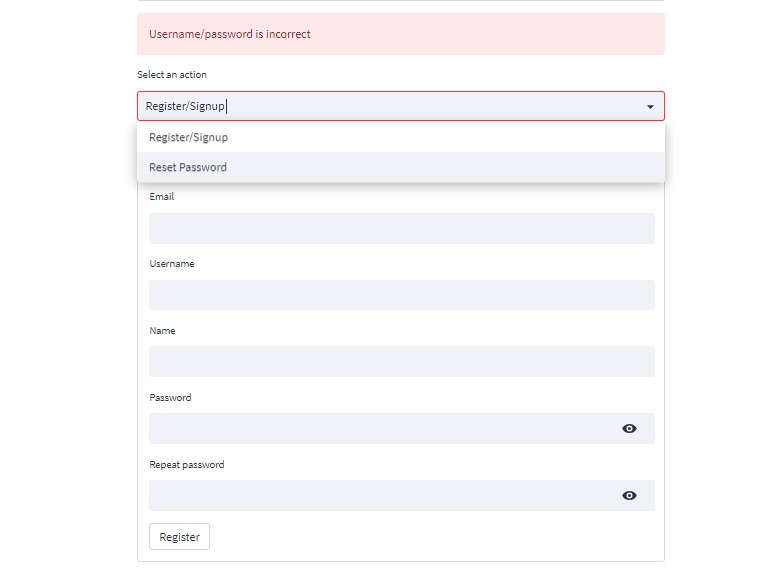 Username/password is incorrect
Select an action
Register/Signup
Register/Signup
Reset Password
Email
Username
Name
Password
Repeat password
Register